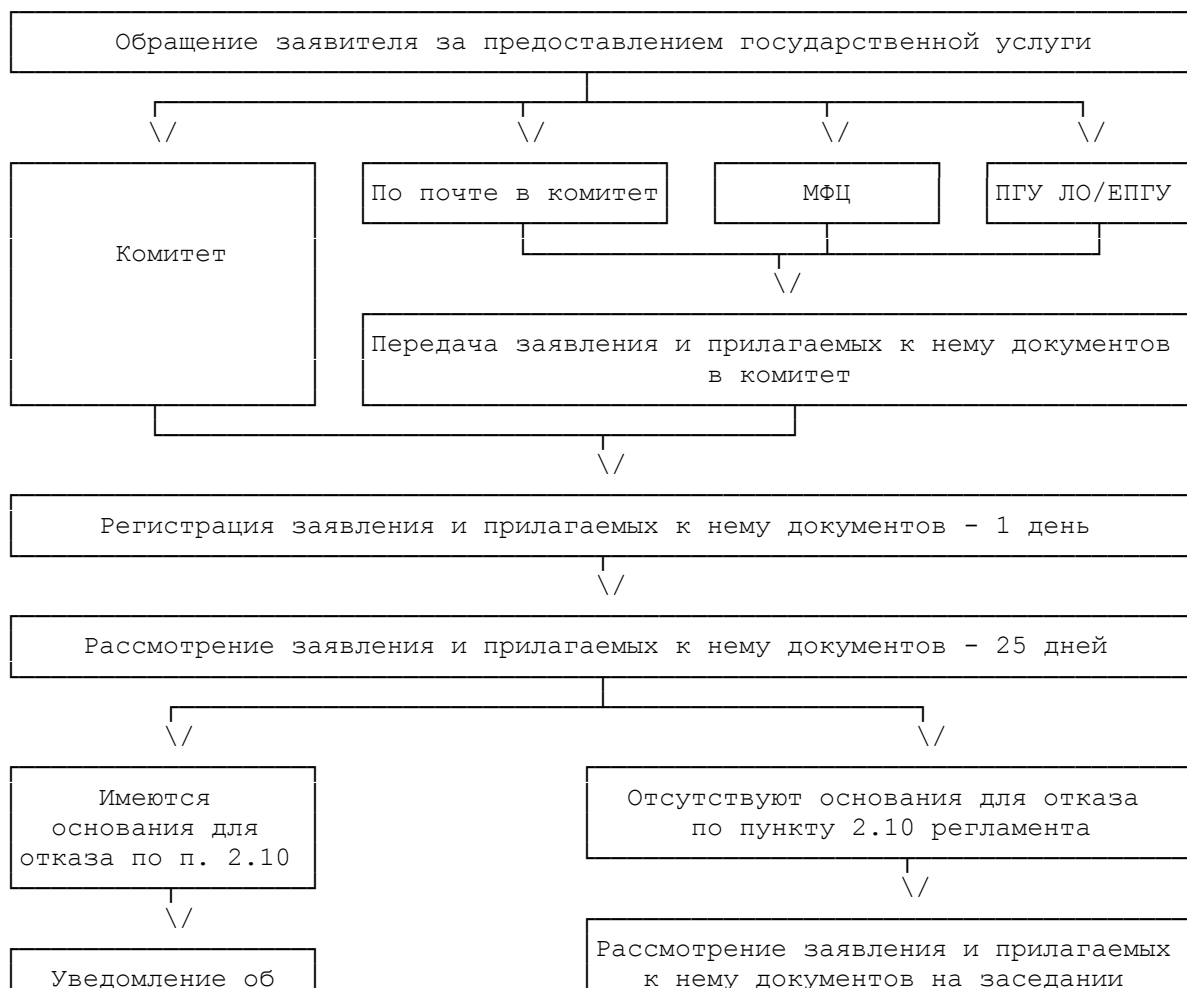 Обращение заявителя за предоставлением государственной услуги
\/ \/ \/ \/
По почте в комитет МФЦ ПГУ ЛО/ЕПГУ
Комитет
\/
Передача заявления и прилагаемых к нему документов
в комитет
\/
Регистрация заявления и прилагаемых к нему документов - 1 день
\/
Рассмотрение заявления и прилагаемых к нему документов - 25 дней
\/ \/
Имеются
основания для
отказа по п. 2.10
Отсутствуют основания для отказа
по пункту 2.10 регламента
\/ \/
Уведомление об
Рассмотрение заявления и прилагаемых
к нему документов на заседании